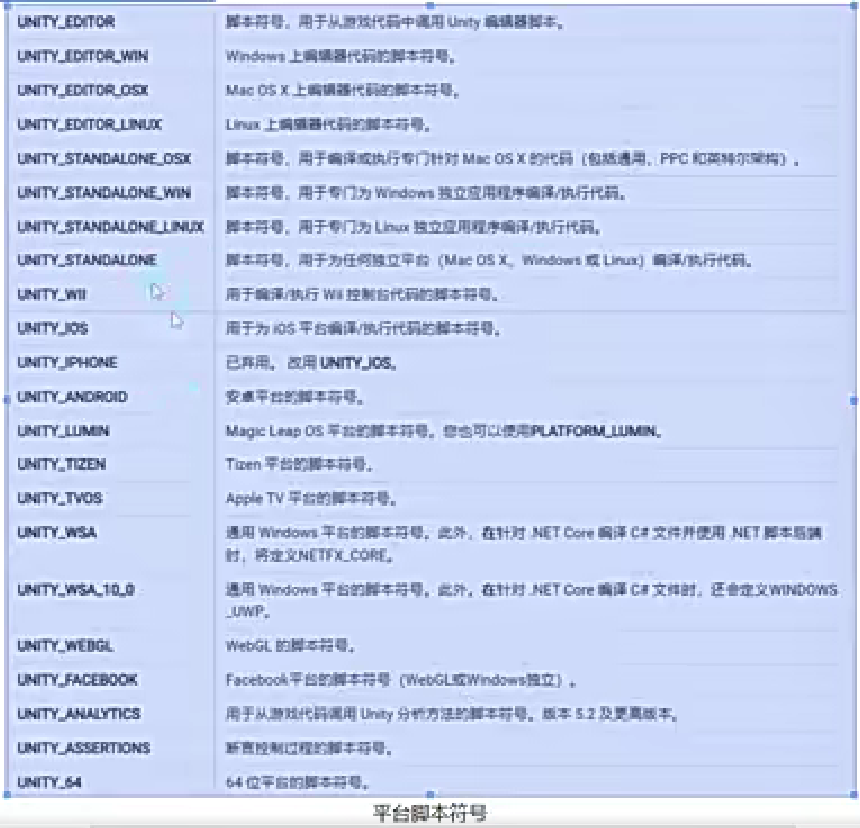 UNITY_EDITOR 脚本符号，用于从游戏代码中调用 Unity 编辑器脚本。
UNITY_EDITOR_WIN Windows 上编辑器代码的脚本符号。
UNITY_EDITOR_OSX Mac OS X 上编辑器代码的脚本符号。
UNITY_EDITOR_LINUX Linux 上编辑器代码的脚本符号。
UNITY_STANDALONE_OSX 脚本符号，用于编译或执行专门针对 Mac OS X 的代码（包括通用、PPC 和英特尔架构）。
UNITY_STANDALONE_WIN 脚本符号，用于专门为 Windows 独立应用程序编译/执行代码。
UNITY_STANDALONE_LINUX 脚本符号，用于专门为 Linux 独立应用程序编译/执行代码。
UNITY_STANDALONE 脚本符号，用于为任何独立平台（Mac OS X、Windows 或 Linux）编译/执行代码。
UNITY_WII 用于编译/执行 Wii 控制台代码的脚本符号。
UNITY_IOS 用于为 iOS 平台编译/执行代码的脚本符号。
UNITY_IPHONE 已弃用。 改用 UNITY_IOS。
UNITY_ANDROID 安卓平台的脚本符号。
UNITY_LUMIN Magic Leap OS 平台的脚本符号。您也可以使用PLATFORM_LUMIN。
UNITY_TIZEN Tizen 平台的脚本符号。
UNITY_TVOS Apple TV 平台的脚本符号。
UNITY_WSA 通用 Windows 平台的脚本符号。此外，在针对 .NET Core 编译 C# 文件并使用 .NET 脚本后端
时，将定义NETFX_CORE。
UNITY_WSA_10_0 通用 Windows 平台的脚本符号。此外，在针对 .NET Core 编译 C# 文件时，还会定义WINDOWS
_UWP。
UNITY_WEBGL WebGL 的脚本符号。
UNITY_FACEBOOK Facebook平台的脚本符号（WebGL或Windows独立）。
UNITY_ANALYTICS 用于从游戏代码调用 Unity 分析方法的脚本符号。版本 5.2 及更高版本。
UNITY_ASSERTIONS 断言控制过程的脚本符号。
UNITY_64 64 位平台的脚本符号。
平台脚本符号